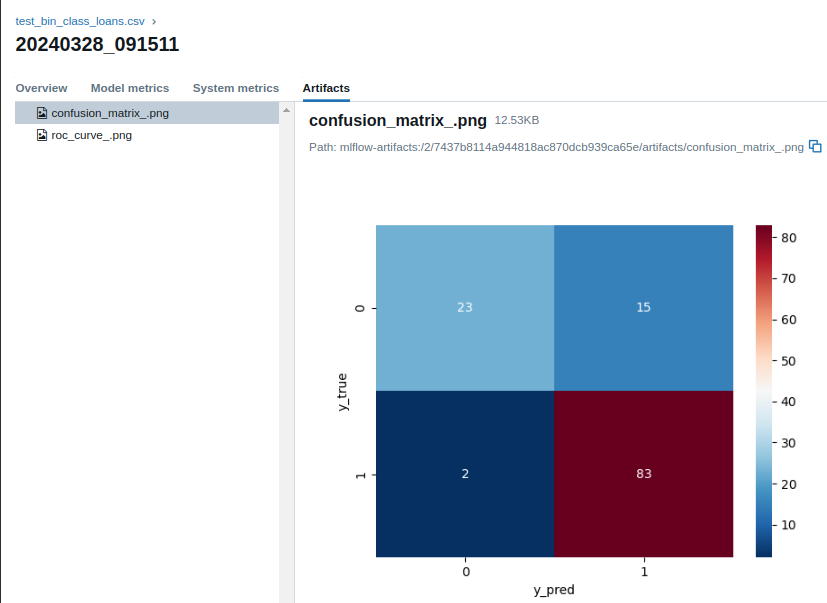 test_bin_class_loans.csv ›
20240328_091511
Overview Model metrics System metrics Artifacts
confusion_matrix_.png
roc_curve_.png
confusion_matrix_.png 12.53KB
Path: mlflow-artifacts:/2/7437b8114a944818ac870dcb939ca65e/artifacts/confusion_matrix_.png
y_true
0
1
23 15
2 83
0 1
y_pred
80
70
60
50
40
30
20
10